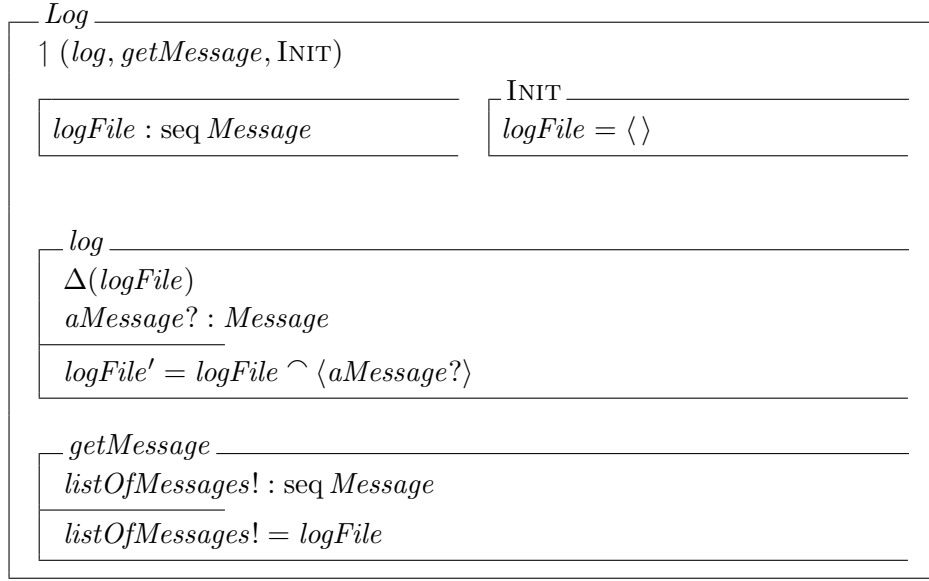 Log
↾ (log, getMessage, INIT)
logFile : seq Message
INIT
logFile = ⟨ ⟩
log
Δ(logFile)
aMessage? : Message
logFile′ = logFile ⌢ ⟨aMessage?⟩
getMessage
listOfMessages! : seq Message
listOfMessages! = logFile